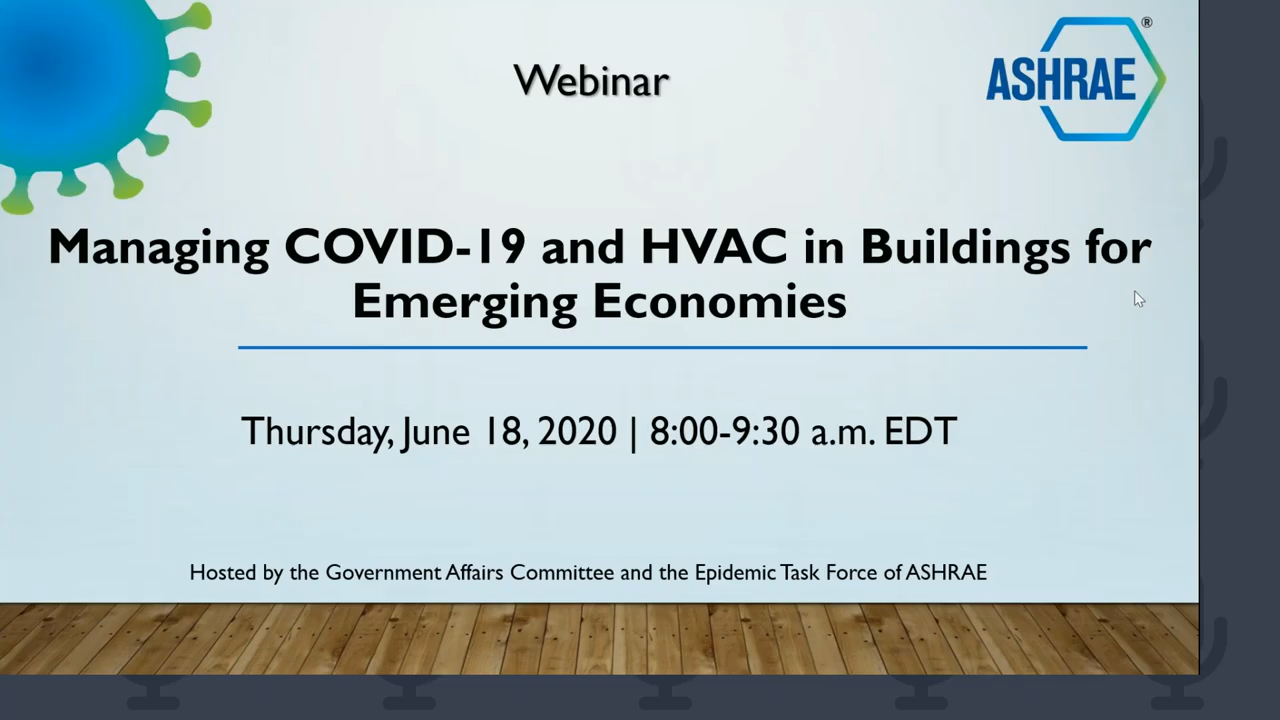 Webinar
ASHRAE®
Managing COVID-19 and HVAC in Buildings for
Emerging Economies
Thursday, June 18, 2020 | 8:00-9:30 a.m. EDT
Hosted by the Government Affairs Committee and the Epidemic Task Force of ASHRAE